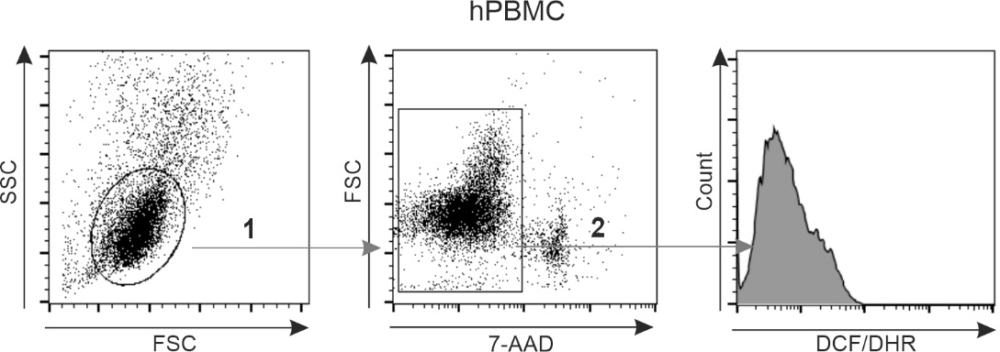 hPBMC
SSC
FSC
1
FSC
7-AAD
2
Count
DCF/DHR